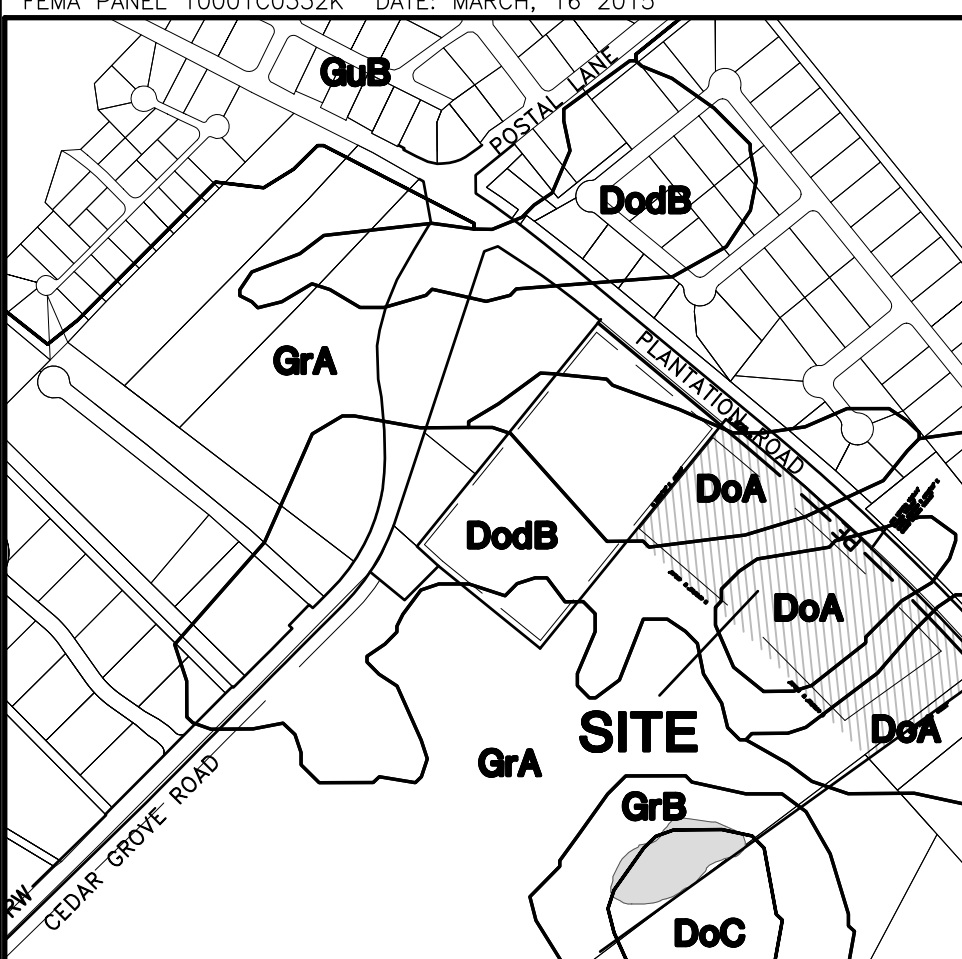 FEMA PANEL 10001C0332K DATE: MARCH, 16 2015
GuB
POSTAL LANE
DodB
GrA
PLANTATION ROAD
DoA
DodB
DoA
SITE
DoA
GrA
GrB
CEDAR GROVE ROAD
RW
DoC